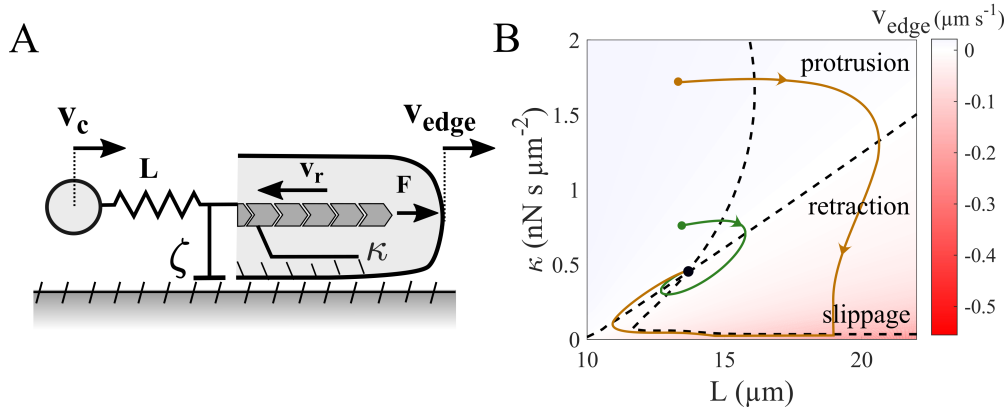 A
v_c
L
ζ
v_r
F
κ
v_edge
B
κ (nN s μm⁻²)
2
1.5
1
0.5
0
10
15
20
L (μm)
protrusion
retraction
slippage
v_edge (μm s⁻¹)
0
-0.1
-0.2
-0.3
-0.4
-0.5